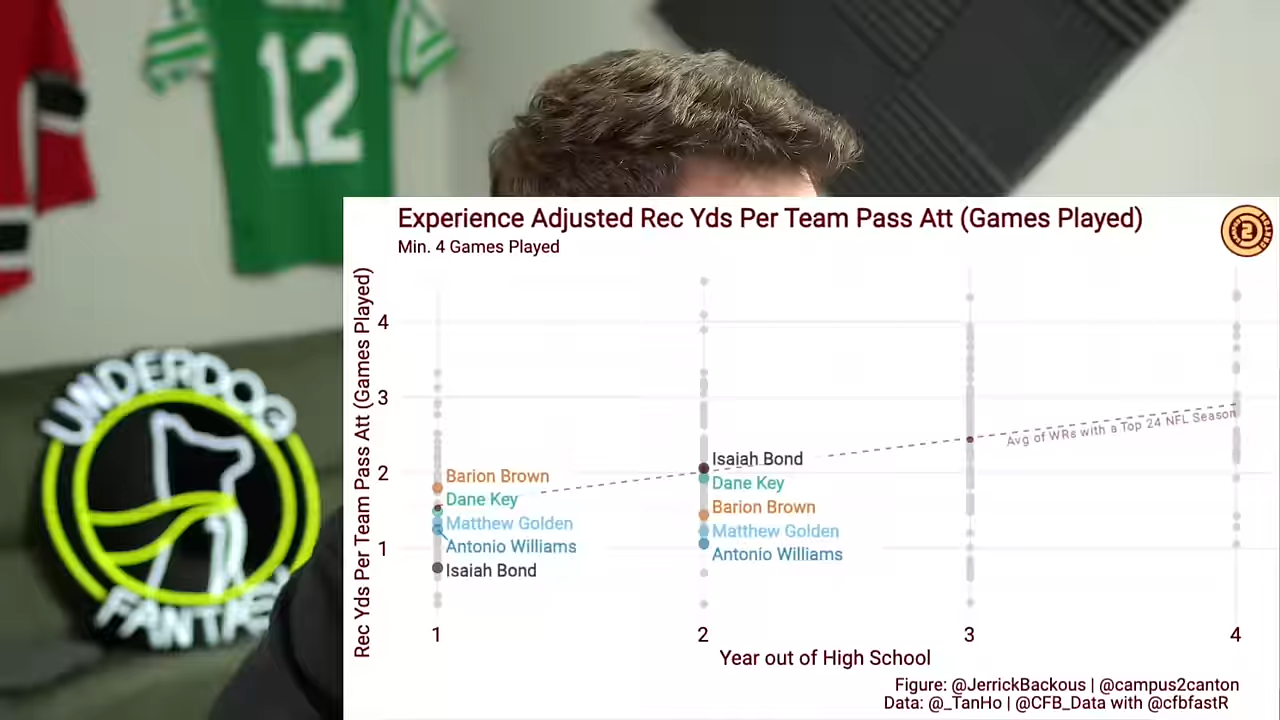 12
UNDERDOG
FANTASY
Experience Adjusted Rec Yds Per Team Pass Att (Games Played)
Min. 4 Games Played
2
Rec Yds Per Team Pass Att (Games Played)
4
3
2
1
Barion Brown
Dane Key
Matthew Golden
Antonio Williams
Isaiah Bond
Isaiah Bond
Dane Key
Barion Brown
Matthew Golden
Antonio Williams
Avg of WRs with a Top 24 NFL Season
1
2
3
4
Year out of High School
Figure: @JerrickBackous | @campus2canton
Data: @_TanHo | @CFB_Data with @cfbfastR